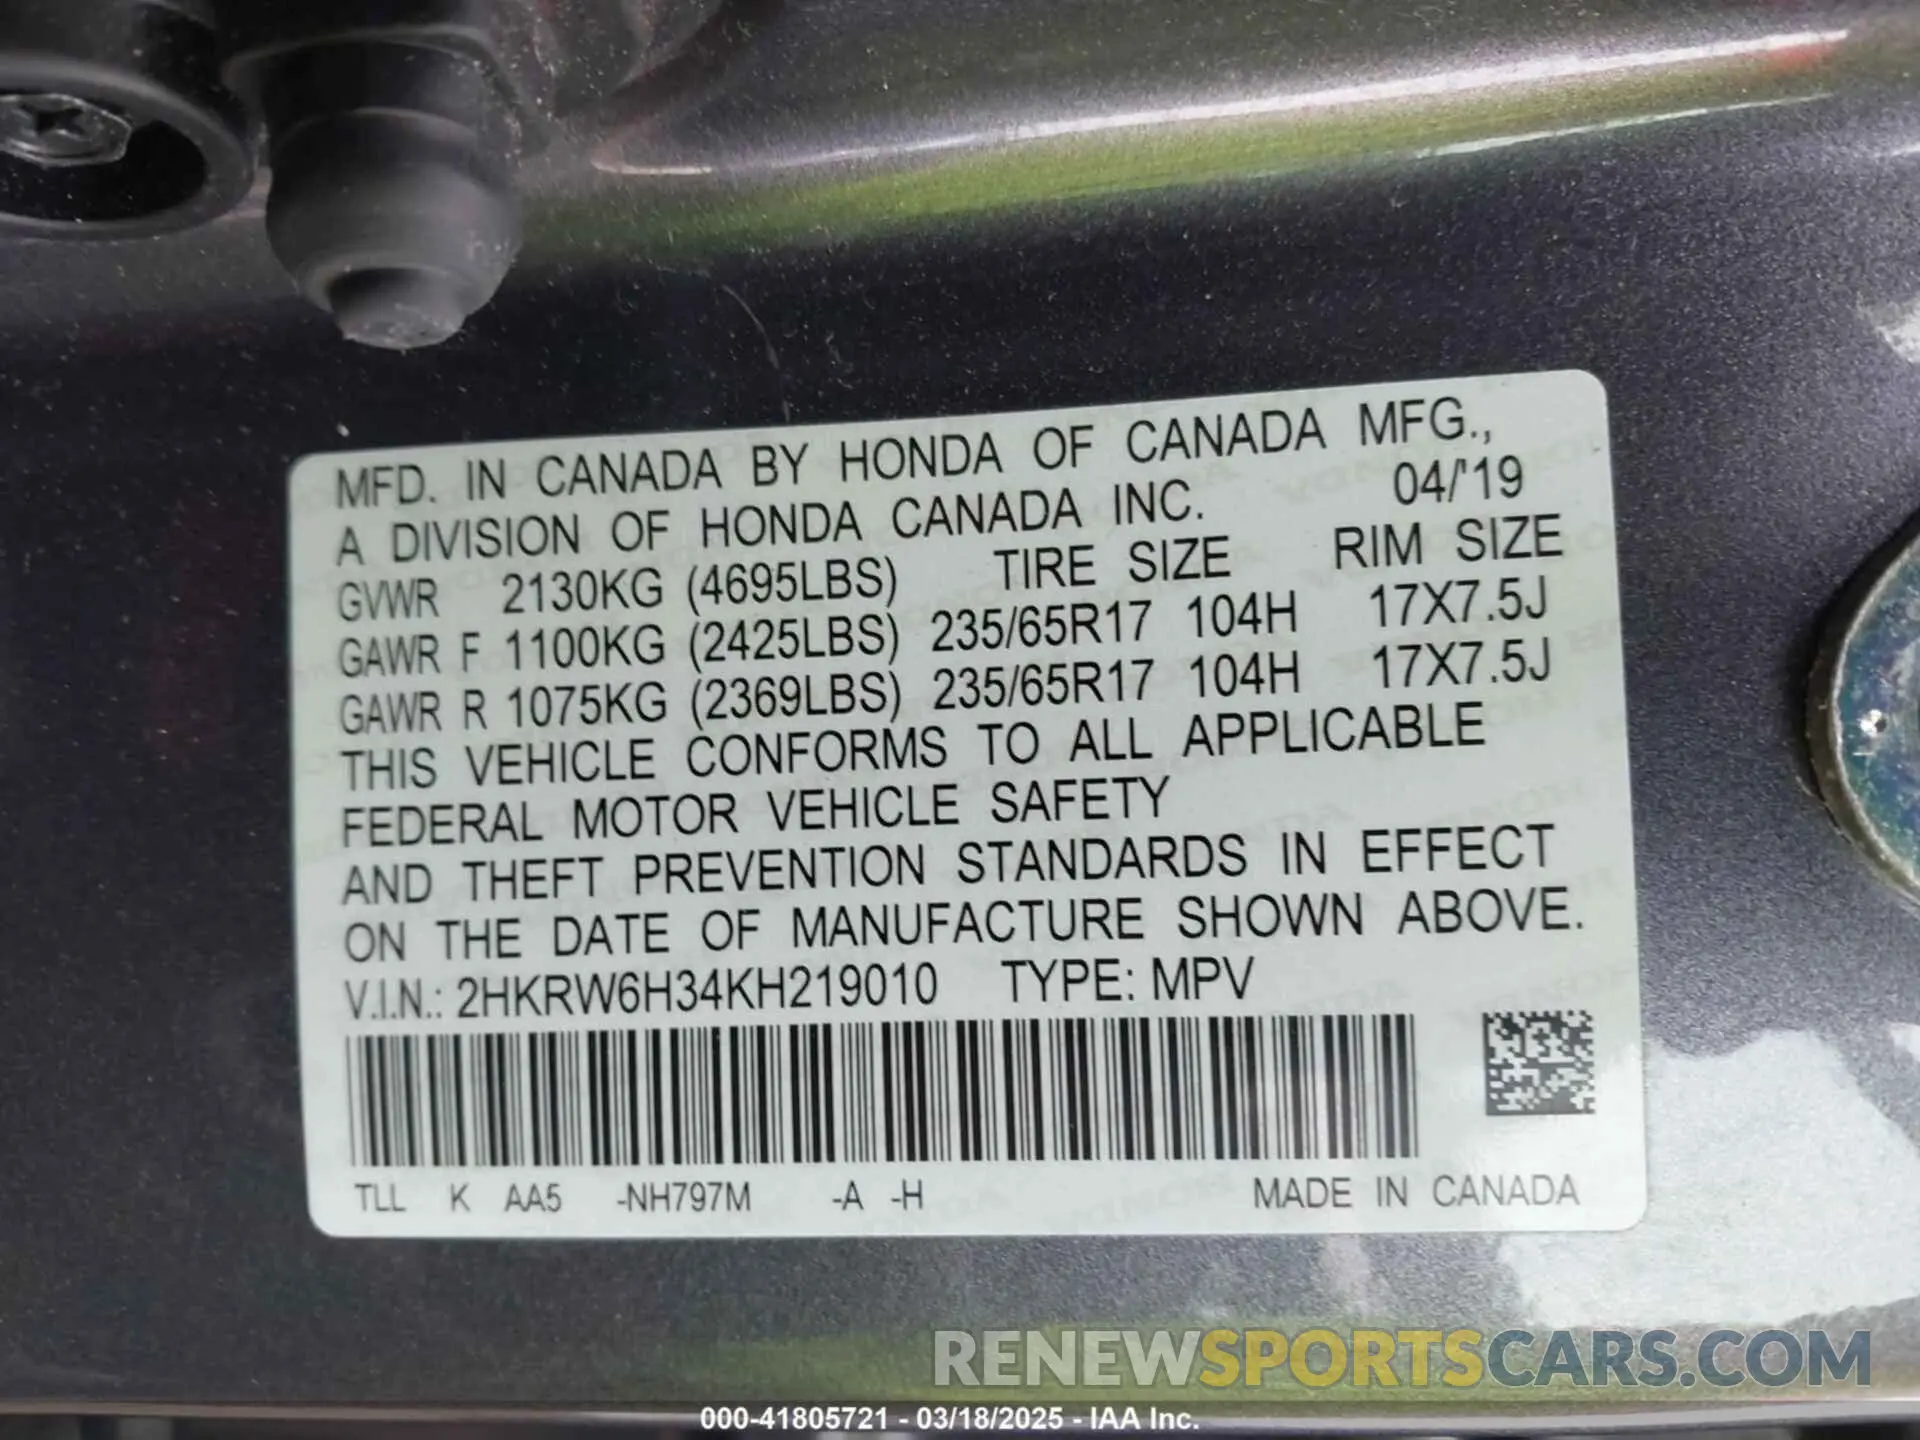 MFD. IN CANADA BY HONDA OF CANADA MFG.,
A DIVISION OF HONDA CANADA INC. 04/'19
GVWR 2130KG (4695LBS) TIRE SIZE RIM SIZE
GAWR F 1100KG (2425LBS) 235/65R17 104H 17X7.5J
GAWR R 1075KG (2369LBS) 235/65R17 104H 17X7.5J
THIS VEHICLE CONFORMS TO ALL APPLICABLE
FEDERAL MOTOR VEHICLE SAFETY
AND THEFT PREVENTION STANDARDS IN EFFECT
ON THE DATE OF MANUFACTURE SHOWN ABOVE.
V.I.N.: 2HKRW6H34KH219010 TYPE: MPV
TLL K AA5 -NH797M -A -H MADE IN CANADA
RENEWSPORTSCARS.COM
000-41805721 - 03/18/2025 - IAA Inc.